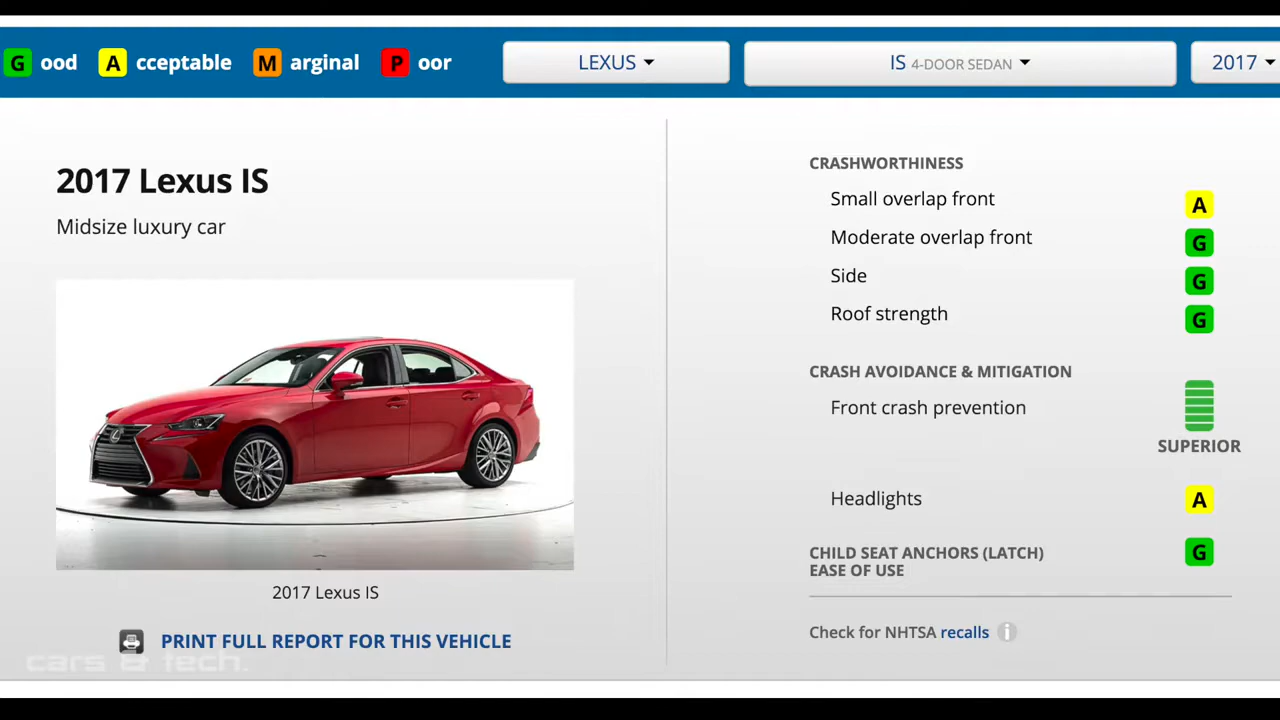 G ood A cceptable M arginal P oor LEXUS IS 4-DOOR SEDAN 2017
2017 Lexus IS
Midsize luxury car
2017 Lexus IS
PRINT FULL REPORT FOR THIS VEHICLE
cars & tech.
CRASHWORTHINESS
Small overlap front A
Moderate overlap front G
Side G
Roof strength G
CRASH AVOIDANCE & MITIGATION
Front crash prevention
SUPERIOR
Headlights A
CHILD SEAT ANCHORS (LATCH) G
EASE OF USE
Check for NHTSA recalls i